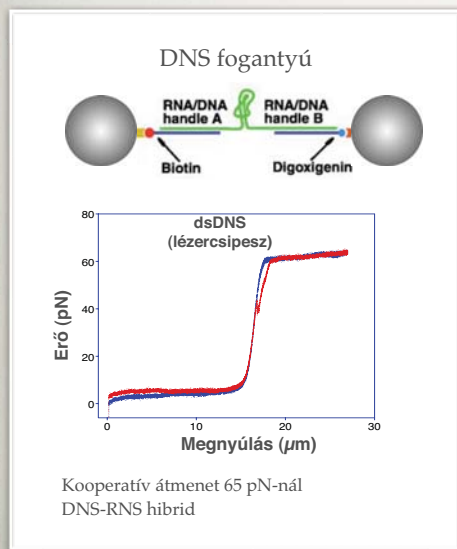 DNS fogantyú
RNA/DNA
handle A
RNA/DNA
handle B
Biotin
Digoxigenin
dsDNS
(lézercsipesz)
80
60
40
20
0
Erő (pN)
0
10
20
30
Megnyúlás (µm)
Kooperatív átmenet 65 pN-nál
DNS-RNS hibrid